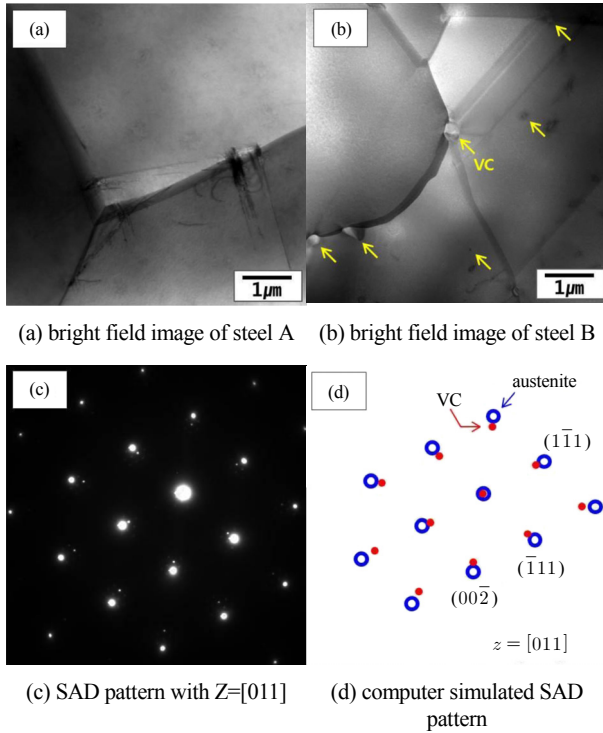 (a)
1μm
(b)
VC
1μm
(a) bright field image of steel A
(b) bright field image of steel B
(c)
(d)
VC
austenite
(11̄1)
(1̄11)
(002̄)
z = [011]
(c) SAD pattern with Z=[011]
(d) computer simulated SAD
pattern